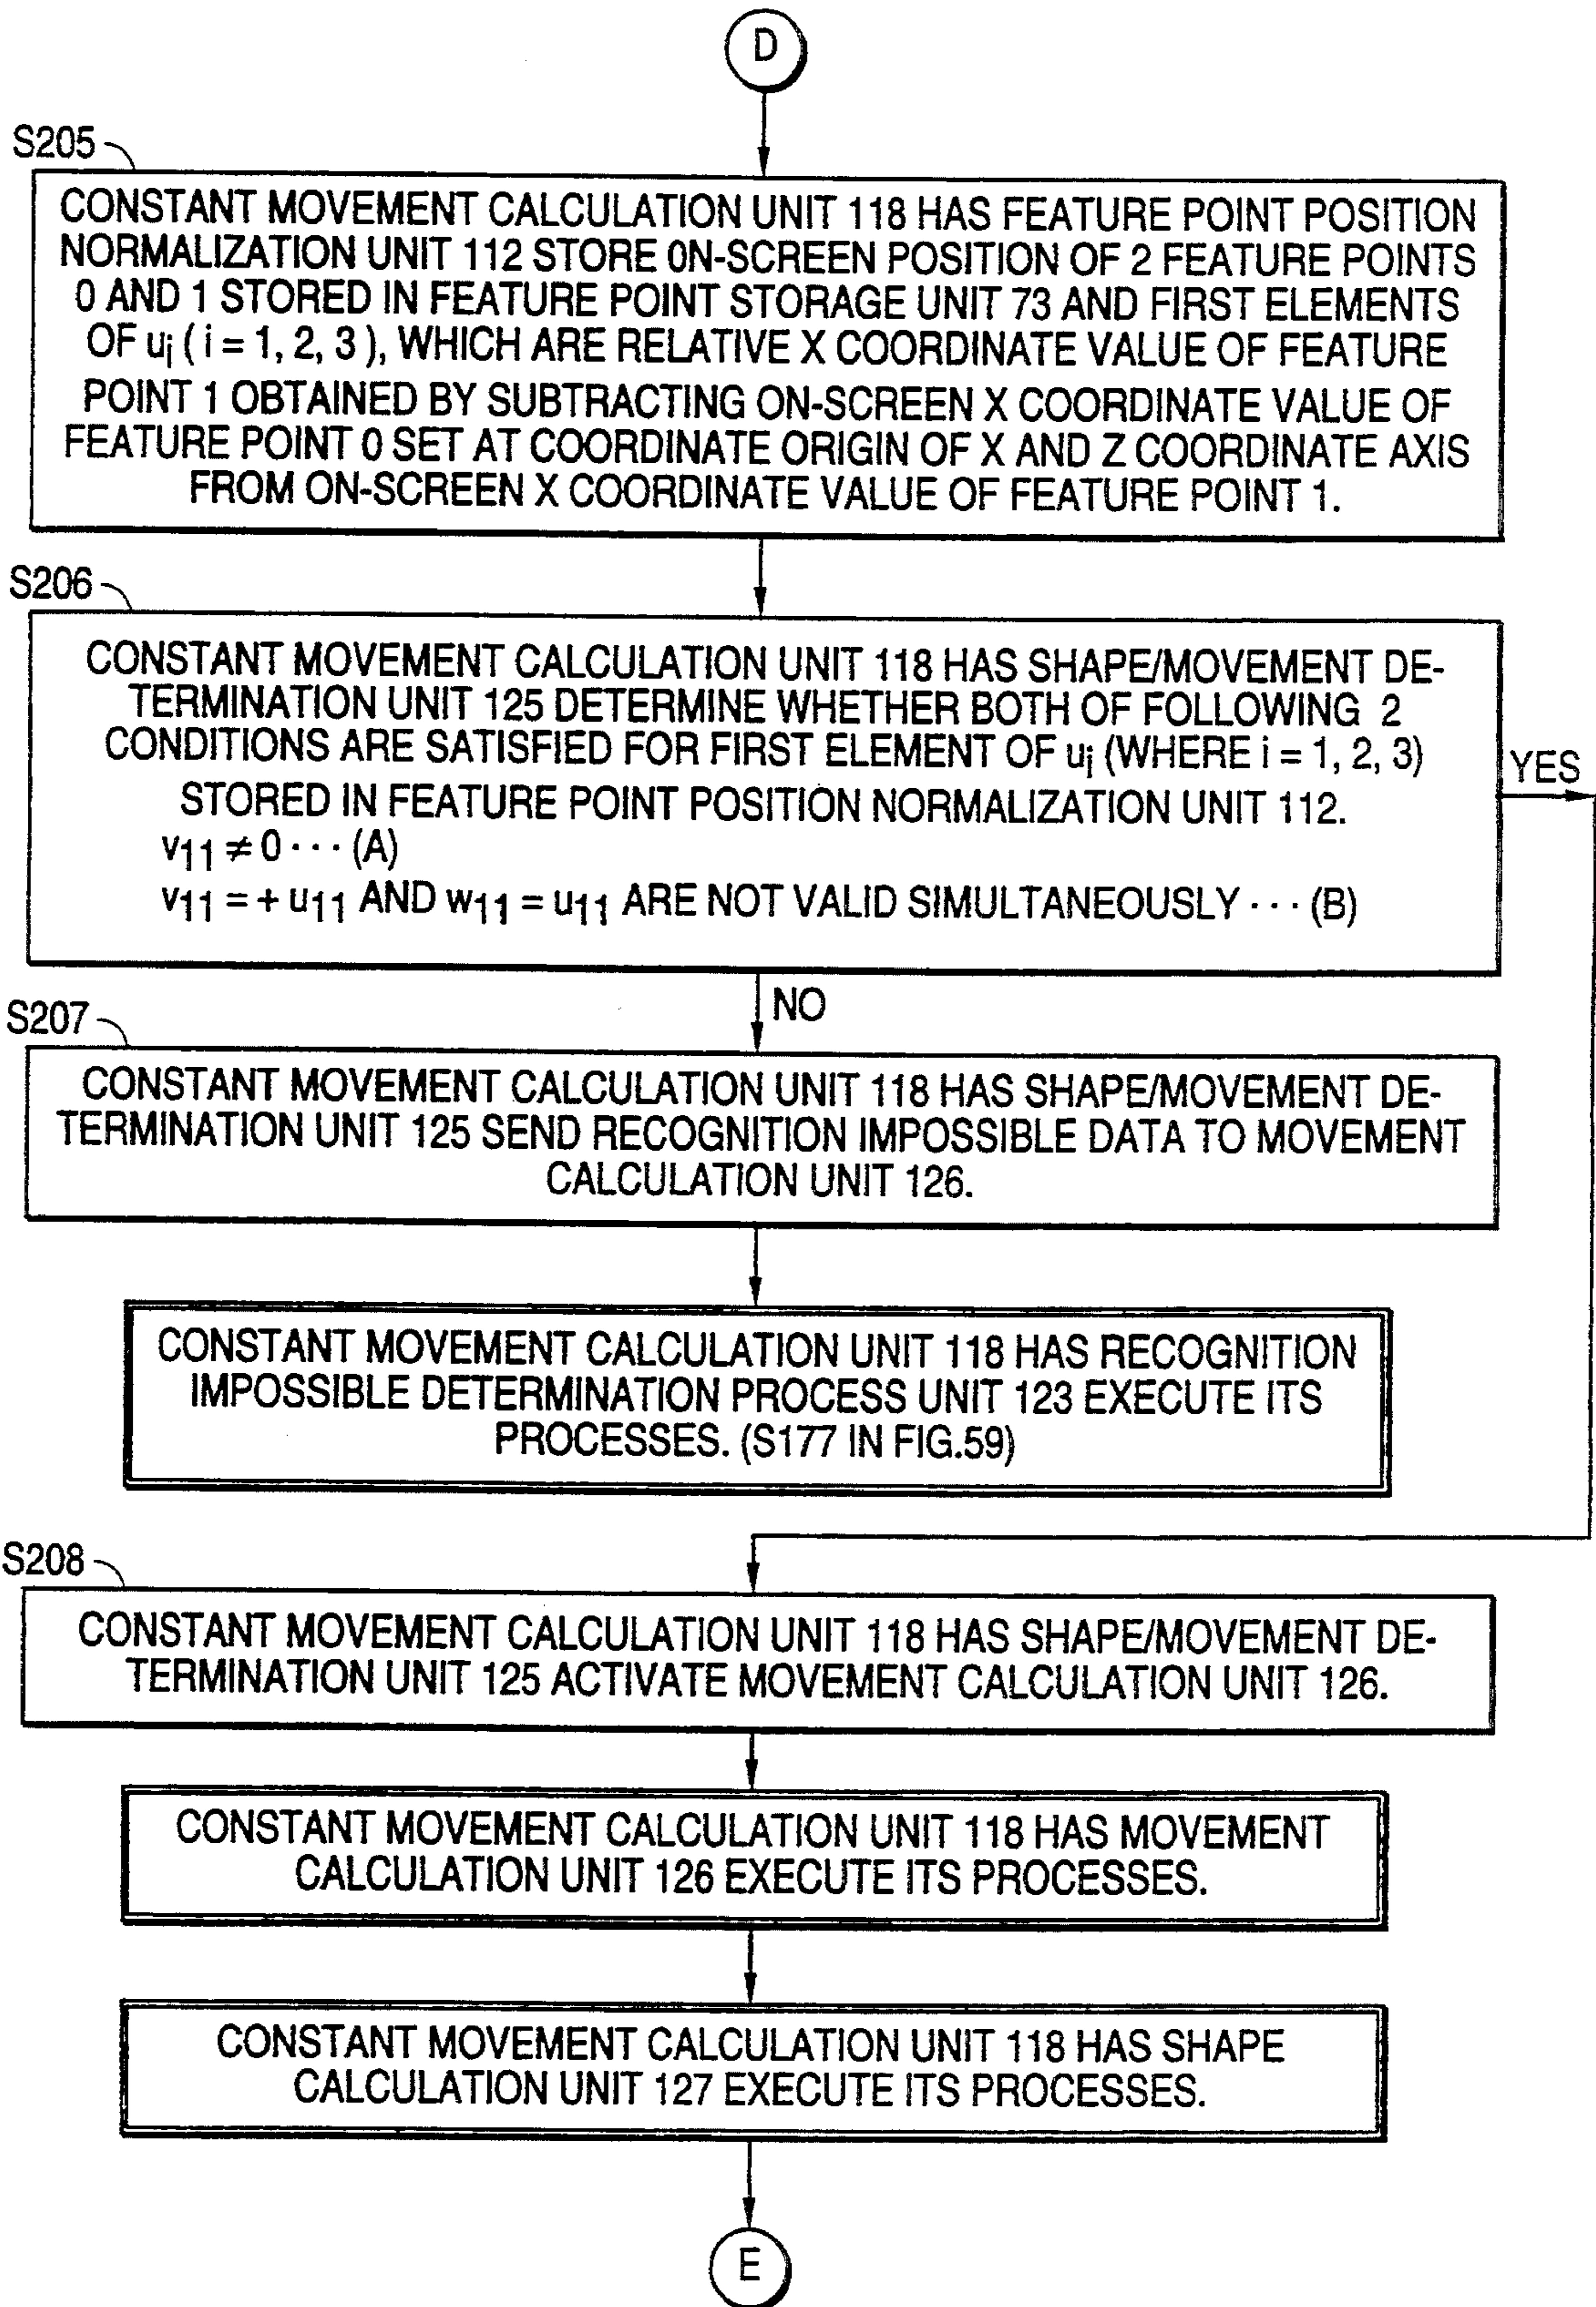 D
S205
CONSTANT MOVEMENT CALCULATION UNIT 118 HAS FEATURE POINT POSITION
NORMALIZATION UNIT 112 STORE ON-SCREEN POSITION OF 2 FEATURE POINTS
0 AND 1 STORED IN FEATURE POINT STORAGE UNIT 73 AND FIRST ELEMENTS
OF uᵢ ( i = 1, 2, 3 ), WHICH ARE RELATIVE X COORDINATE VALUE OF FEATURE
POINT 1 OBTAINED BY SUBTRACTING ON-SCREEN X COORDINATE VALUE OF
FEATURE POINT 0 SET AT COORDINATE ORIGIN OF X AND Z COORDINATE AXIS
FROM ON-SCREEN X COORDINATE VALUE OF FEATURE POINT 1.
S206
CONSTANT MOVEMENT CALCULATION UNIT 118 HAS SHAPE/MOVEMENT DE-
TERMINATION UNIT 125 DETERMINE WHETHER BOTH OF FOLLOWING 2
CONDITIONS ARE SATISFIED FOR FIRST ELEMENT OF uᵢ (WHERE i = 1, 2, 3)
STORED IN FEATURE POINT POSITION NORMALIZATION UNIT 112.
v₁₁ ≠ 0 ··· (A)
v₁₁ = + u₁₁ AND w₁₁ = u₁₁ ARE NOT VALID SIMULTANEOUSLY ··· (B)
YES
NO
S207
CONSTANT MOVEMENT CALCULATION UNIT 118 HAS SHAPE/MOVEMENT DE-
TERMINATION UNIT 125 SEND RECOGNITION IMPOSSIBLE DATA TO MOVEMENT
CALCULATION UNIT 126.
CONSTANT MOVEMENT CALCULATION UNIT 118 HAS RECOGNITION
IMPOSSIBLE DETERMINATION PROCESS UNIT 123 EXECUTE ITS
PROCESSES. (S177 IN FIG.59)
S208
CONSTANT MOVEMENT CALCULATION UNIT 118 HAS SHAPE/MOVEMENT DE-
TERMINATION UNIT 125 ACTIVATE MOVEMENT CALCULATION UNIT 126.
CONSTANT MOVEMENT CALCULATION UNIT 118 HAS MOVEMENT
CALCULATION UNIT 126 EXECUTE ITS PROCESSES.
CONSTANT MOVEMENT CALCULATION UNIT 118 HAS SHAPE
CALCULATION UNIT 127 EXECUTE ITS PROCESSES.
E